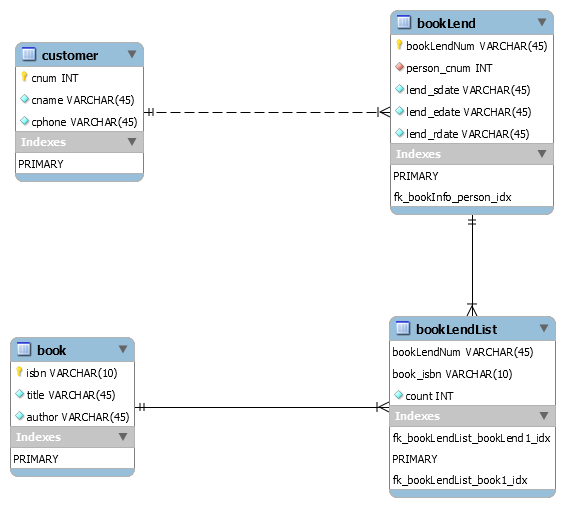 customer
cnum INT
cname VARCHAR(45)
cphone VARCHAR(45)
Indexes
PRIMARY
bookLend
bookLendNum VARCHAR(45)
person_cnum INT
lend_sdate VARCHAR(45)
lend_edate VARCHAR(45)
lend_rdate VARCHAR(45)
Indexes
PRIMARY
fk_bookInfo_person_idx
book
isbn VARCHAR(10)
title VARCHAR(45)
author VARCHAR(45)
Indexes
PRIMARY
bookLendList
bookLendNum VARCHAR(45)
book_isbn VARCHAR(10)
count INT
Indexes
fk_bookLendList_bookLend1_idx
PRIMARY
fk_bookLendList_book1_idx